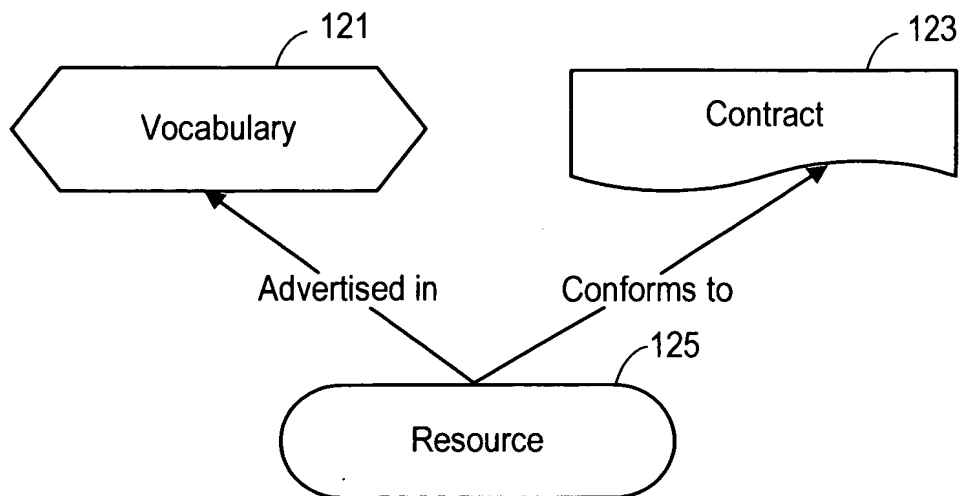 121
123
Vocabulary
Contract
Advertised in
Conforms to
125
Resource